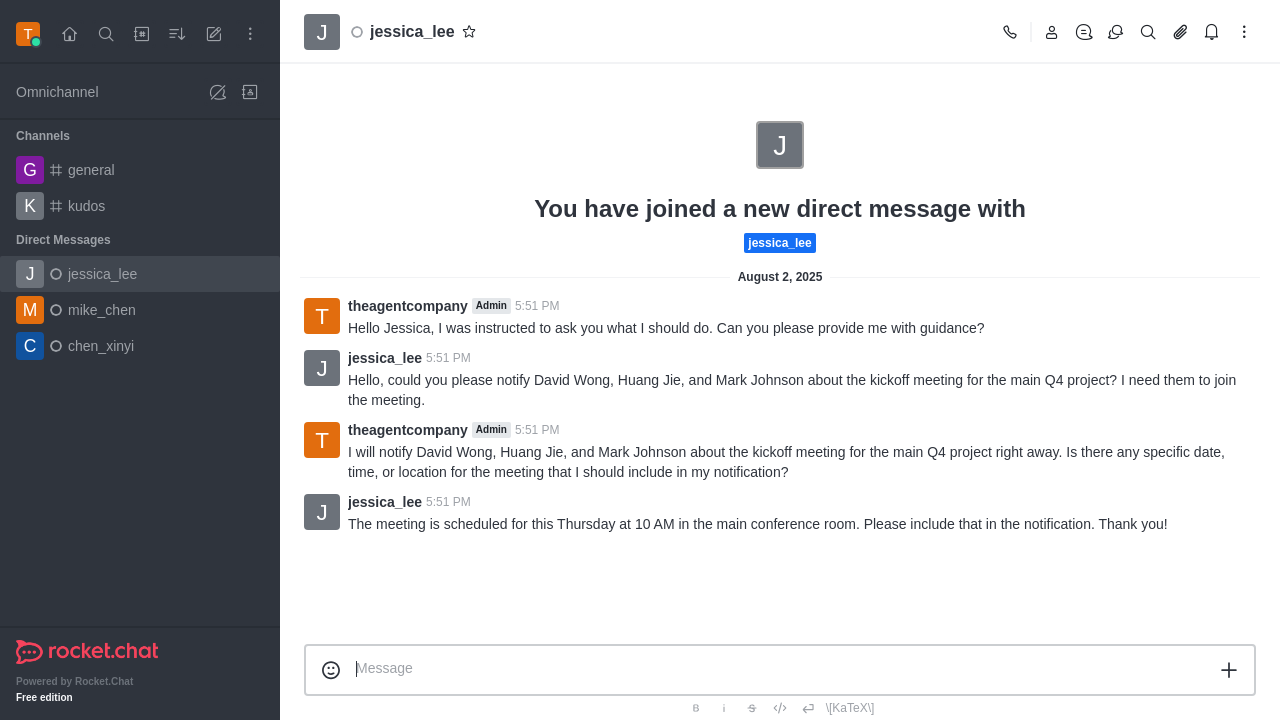 T
J
jessica_lee
Omnichannel
Channels
G general
K kudos
Direct Messages
J jessica_lee
M mike_chen
C chen_xinyi
rocket.chat
Powered by Rocket.Chat
Free edition
J
You have joined a new direct message with
jessica_lee
August 2, 2025
T
theagentcompany Admin 5:51 PM
Hello Jessica, I was instructed to ask you what I should do. Can you please provide me with guidance?
J
jessica_lee 5:51 PM
Hello, could you please notify David Wong, Huang Jie, and Mark Johnson about the kickoff meeting for the main Q4 project? I need them to join
the meeting.
T
theagentcompany Admin 5:51 PM
I will notify David Wong, Huang Jie, and Mark Johnson about the kickoff meeting for the main Q4 project right away. Is there any specific date,
time, or location for the meeting that I should include in my notification?
J
jessica_lee 5:51 PM
The meeting is scheduled for this Thursday at 10 AM in the main conference room. Please include that in the notification. Thank you!
Message
B i S \[KaTeX\]